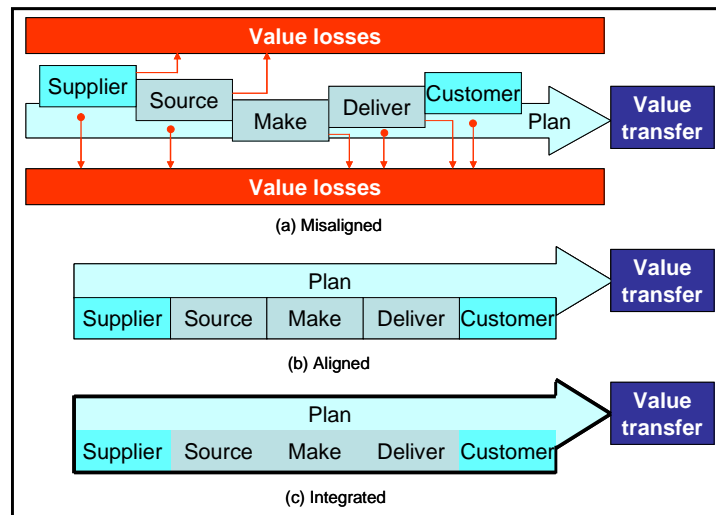 Value losses
Supplier
Source
Make
Deliver
Customer
Plan
Value
transfer
Value losses
(a) Misaligned
Plan
Value
transfer
Supplier
Source
Make
Deliver
Customer
(b) Aligned
Plan
Value
transfer
Supplier
Source
Make
Deliver
Customer
(c) Integrated